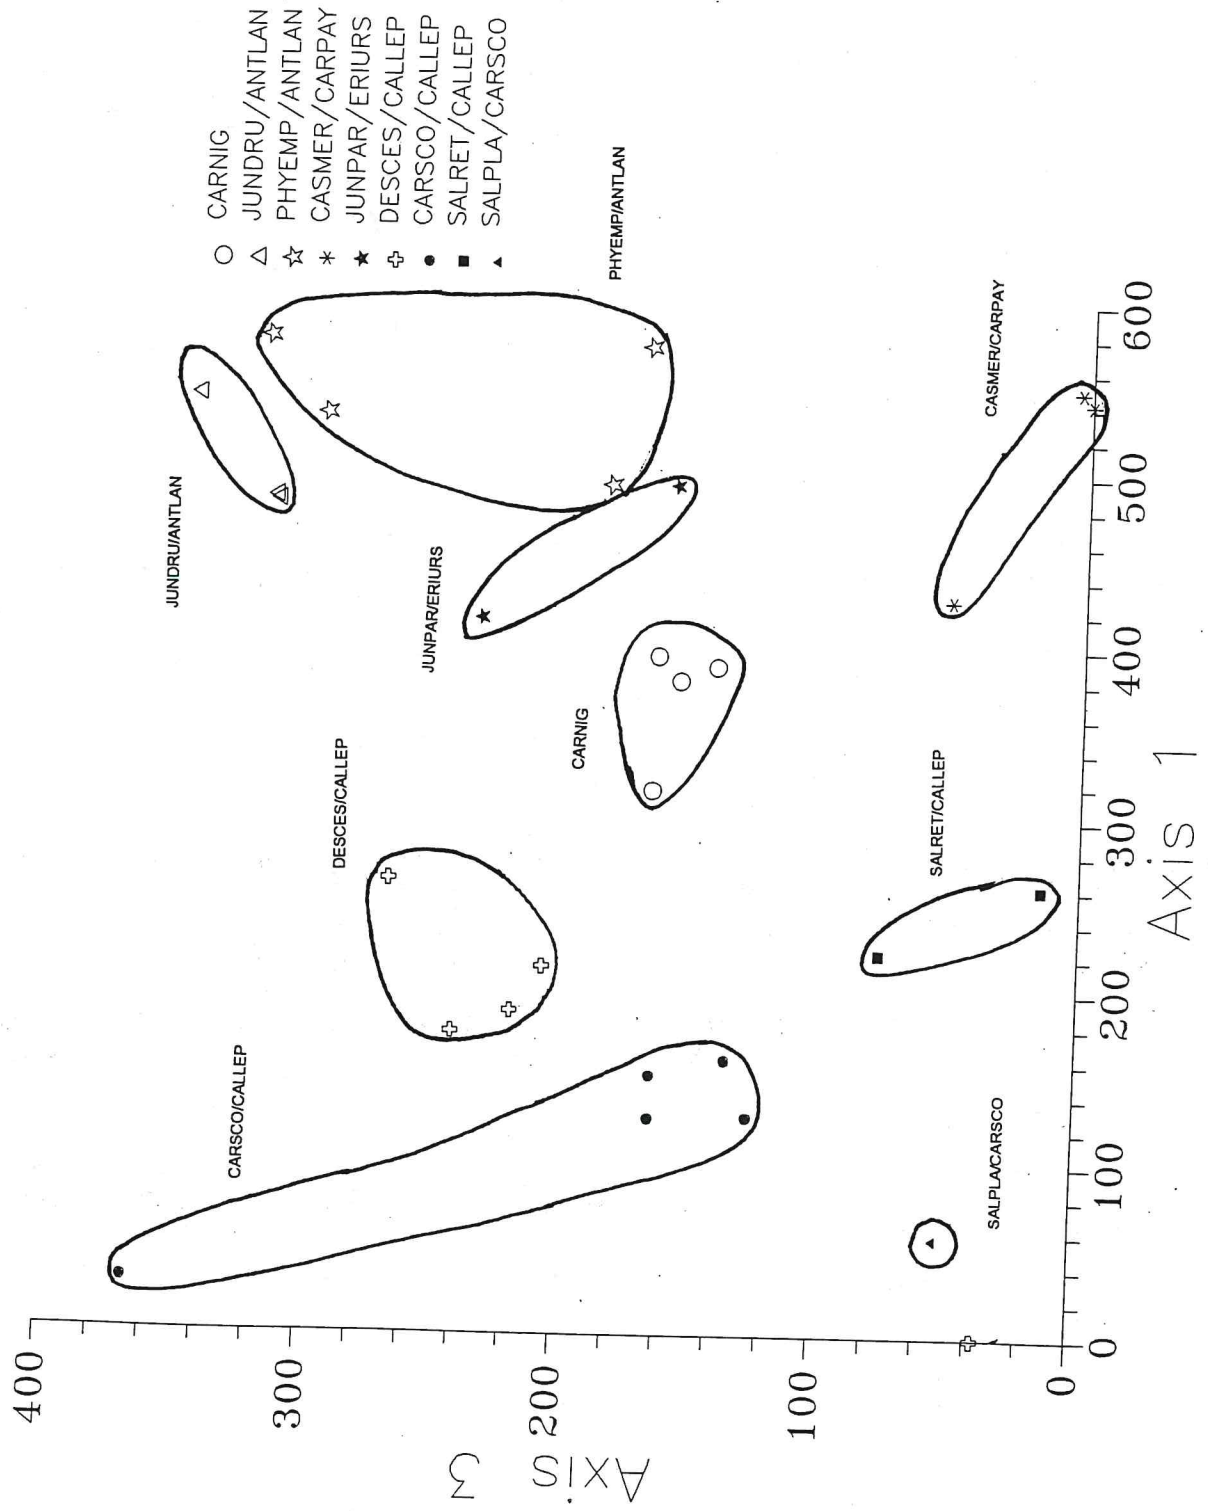 CARNIG
JUNDRU/ANTLAN
PHYEMP/ANTLAN
CASMER/CARPAY
JUNPAR/ERIURS
DESCES/CALLEP
CARSCO/CALLEP
SALRET/CALLEP
SALPLA/CARSCO
JUNDRU/ANTLAN
CARSCO/CALLEP
DESCES/CALLEP
JUNPAR/ERIURS
CARNIG
PHYEMP/ANTLAN
SALRET/CALLEP
CASMER/CARPAY
SALPLA/CARSCO
400
300
200
100
0
Axis 3
0
100
200
300
400
500
600
Axis 1